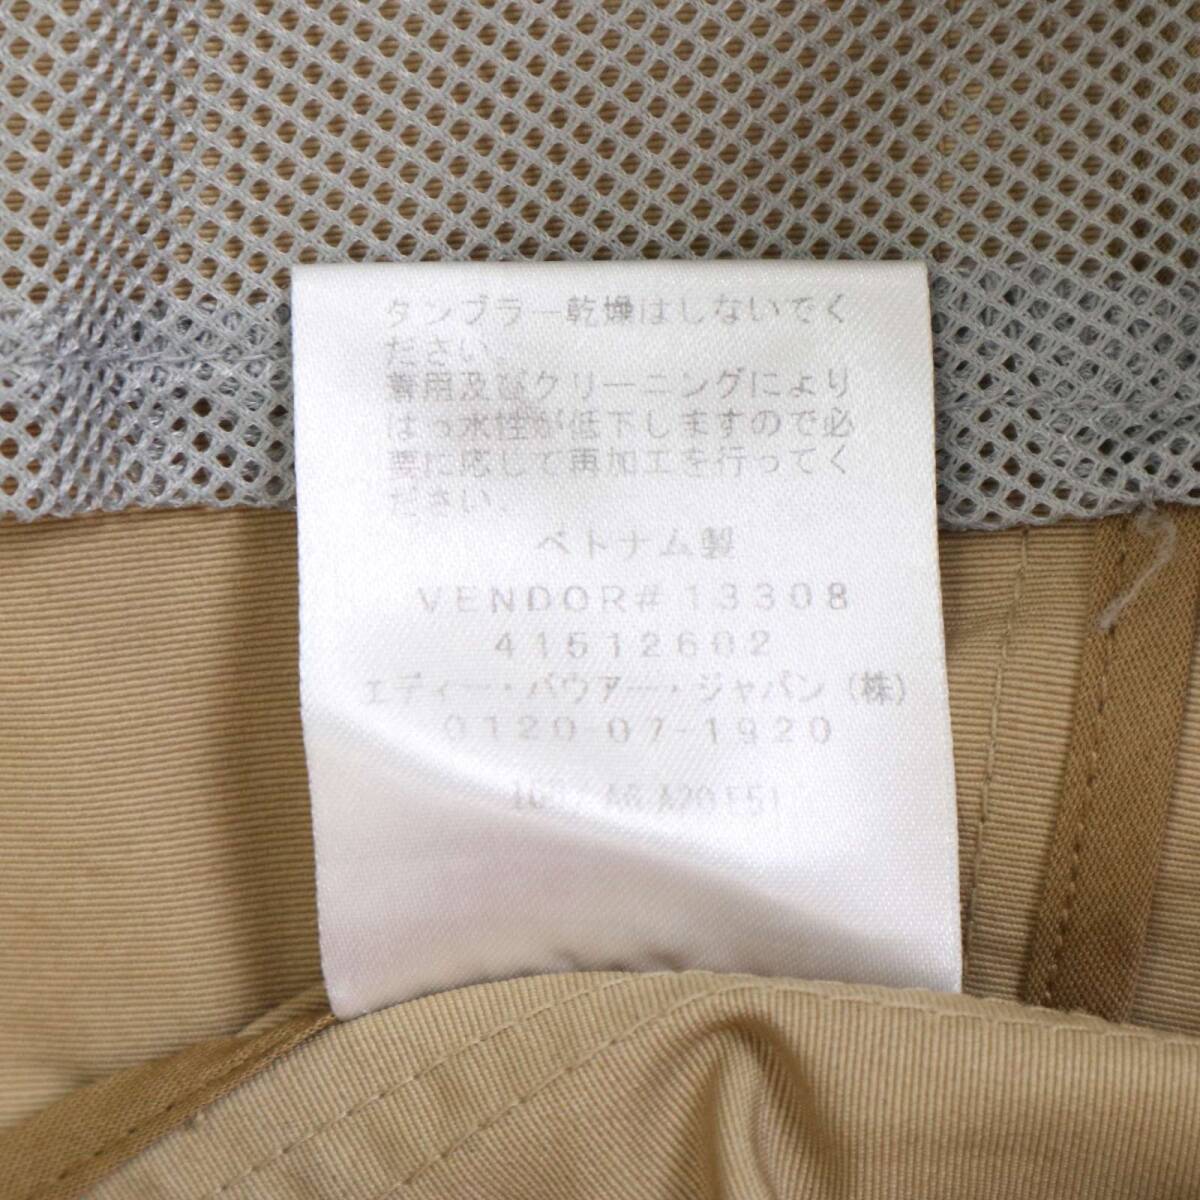 タンブラー乾燥はしないでく
ださい。
着用及びクリーニングにより
はっ水性が低下しますので必
要に応じて再加工を行ってく
ださい。
ベトナム製
VENDOR#13308
41512602
エディー・バウアー・ジャパン(株)
0120-07-1920